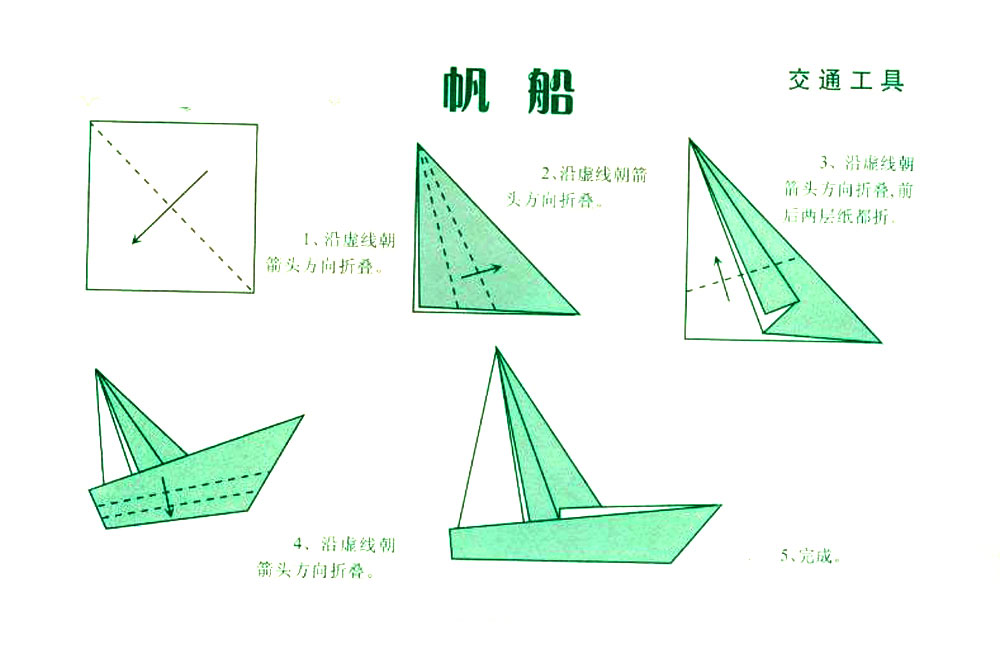 帆船
交通工具
1、沿虚线朝
箭头方向折叠。
2、沿虚线朝箭
头方向折叠。
3、沿虚线朝
箭头方向折叠,前
后两层纸都折。
4、沿虚线朝
箭头方向折叠。
5、完成。